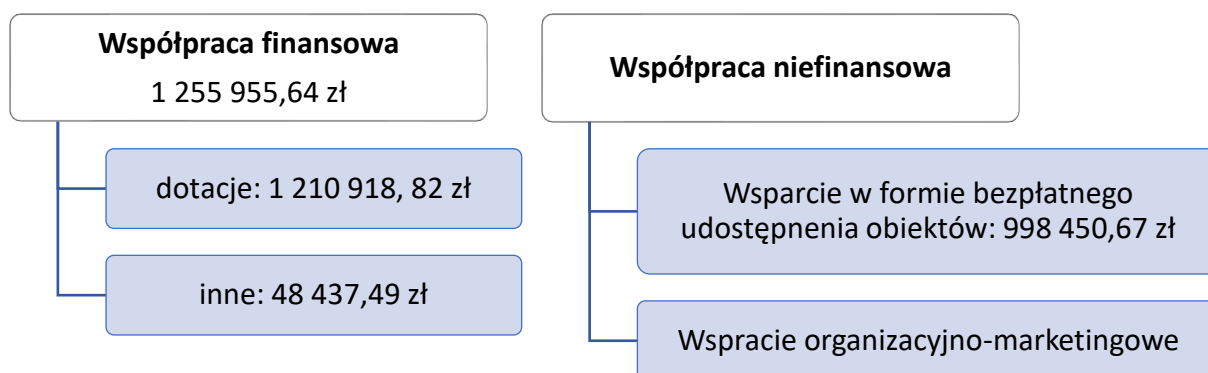 Współpraca finansowa
1 255 955,64 zł
dotacje: 1 210 918, 82 zł
inne: 48 437,49 zł
Współpraca niefinansowa
Wsparcie w formie bezpłatnego
udostępnienia obiektów: 998 450,67 zł
Wspracie organizacyjno-marketingowe